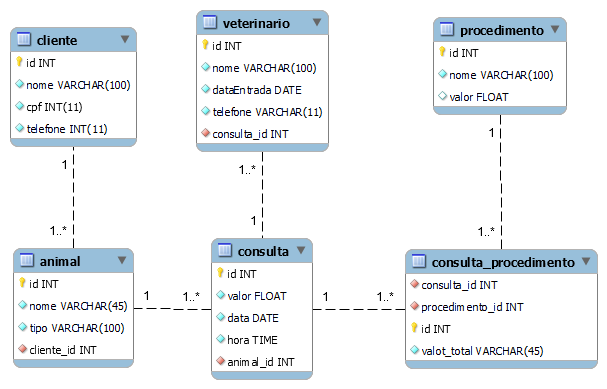 cliente
id INT
nome VARCHAR(100)
cpf INT(11)
telefone INT(11)
veterinario
id INT
nome VARCHAR(100)
dataEntrada DATE
telefone VARCHAR(11)
consulta_id INT
procedimento
id INT
nome VARCHAR(100)
valor FLOAT
1
1..*
1..*
1
1
1..*
animal
id INT
nome VARCHAR(45)
tipo VARCHAR(100)
cliente_id INT
1
1..*
consulta
id INT
valor FLOAT
data DATE
hora TIME
animal_id INT
1
1..*
consulta_procedimento
consulta_id INT
procedimento_id INT
id INT
valot_total VARCHAR(45)